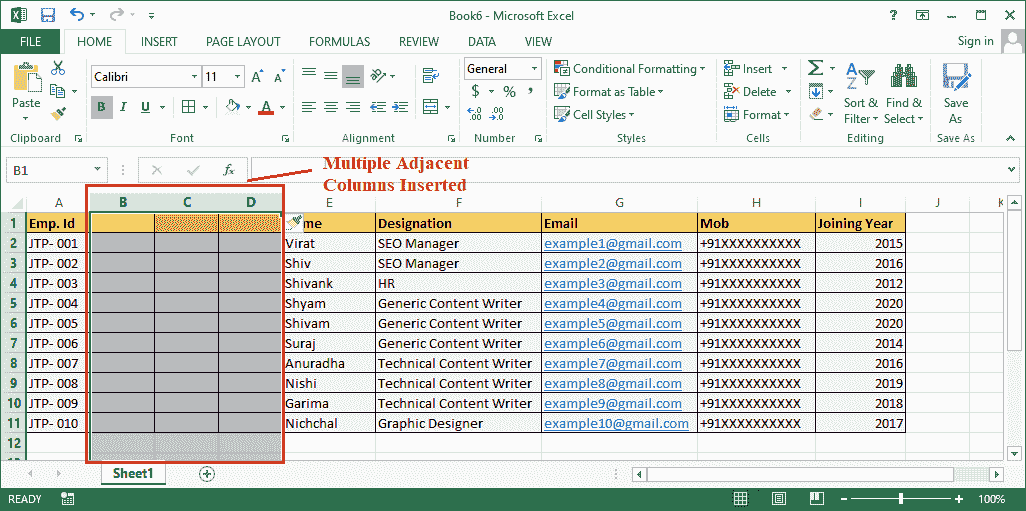 Book6 - Microsoft Excel
?
FILE HOME INSERT PAGE LAYOUT FORMULAS REVIEW DATA VIEW Sign in
Calibri 11 General Conditional Formatting Insert Σ
Paste B I U A $ % , Format as Table Delete Sort & Filter Find & Select Save As
Cell Styles Format
Clipboard Font Alignment Number Styles Cells Editing Save As
B1 fx
Multiple Adjacent
Columns Inserted
A B C D E F G H I J K
1 Emp. Id me Designation Email Mob Joining Year
2 JTP- 001 Virat SEO Manager example1@gmail.com +91XXXXXXXXXX 2015
3 JTP- 002 Shiv SEO Manager example2@gmail.com +91XXXXXXXXXX 2016
4 JTP- 003 Shivank HR example3@gmail.com +91XXXXXXXXXX 2012
5 JTP- 004 Shyam Generic Content Writer example4@gmail.com +91XXXXXXXXXX 2020
6 JTP- 005 Shivam Generic Content Writer example5@gmail.com +91XXXXXXXXXX 2020
7 JTP- 006 Suraj Generic Content Writer example6@gmail.com +91XXXXXXXXXX 2014
8 JTP- 007 Anuradha Technical Content Writer example7@gmail.com +91XXXXXXXXXX 2016
9 JTP- 008 Nishi Technical Content Writer example8@gmail.com +91XXXXXXXXXX 2019
10 JTP- 009 Garima Technical Content Writer example9@gmail.com +91XXXXXXXXXX 2018
11 JTP- 010 Nichchal Graphic Designer example10@gmail.com +91XXXXXXXXXX 2017
12
Sheet1
READY 100%